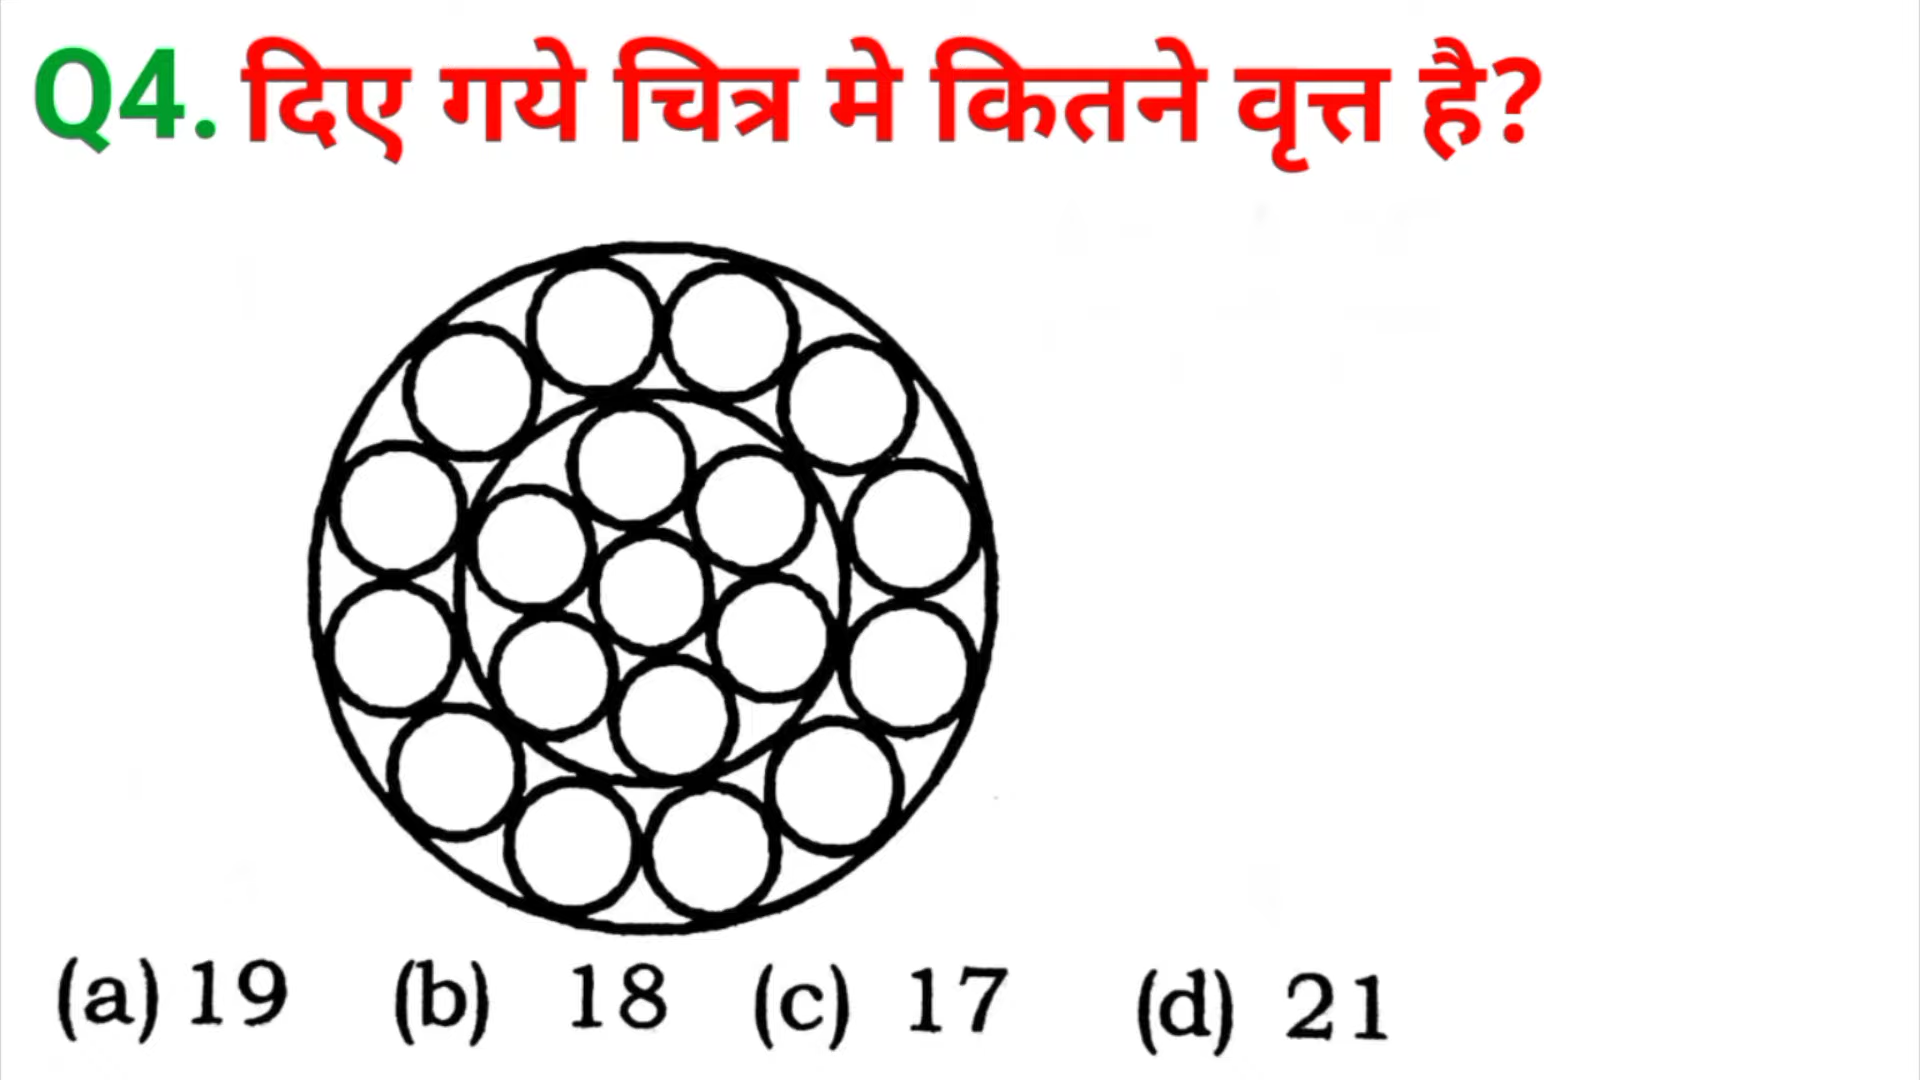 Q4. दिए गये चित्र मे कितने वृत्त है?
(a) 19 (b) 18 (c) 17 (d) 21